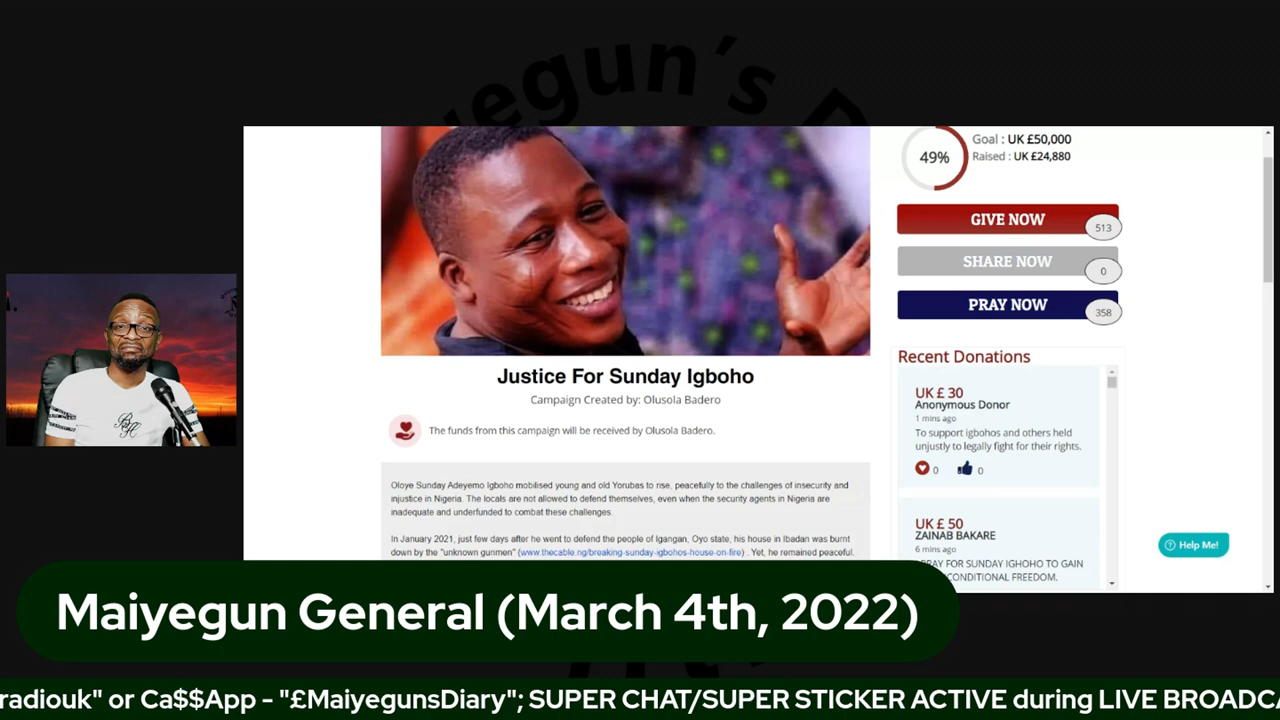 Maiyegun's D
Goal : UK £50,000
49%
Raised : UK £24,880
GIVE NOW
513
SHARE NOW
0
PRAY NOW
358
Justice For Sunday Igboho
Campaign Created by: Olusola Badero
The funds from this campaign will be received by Olusola Badero.
Oloye Sunday Adeyemo Igboho mobilised young and old Yorubas to rise, peacefully to the challenges of insecurity and
injustice in Nigeria. The locals are not allowed to defend themselves, even when the security agents in Nigeria are
inadequate and underfunded to combat these challenges.
In January 2021, just few days after he went to defend the people of Igangan, Oyo state, his house in Ibadan was burnt
down by the "unknown gunmen" (www.thecable.ng/breaking-sunday-igbohos-house-on-fire) . Yet, he remained peaceful.
Recent Donations
UK £ 30
Anonymous Donor
1 mins ago
To support igbohos and others held
unjustly to legally fight for their rights.
0
0
UK £ 50
ZAINAB BAKARE
6 mins ago
PRAY FOR SUNDAY IGHOHO TO GAIN
CONDITIONAL FREEDOM.
Help Me!
Maiyegun General (March 4th, 2022)
radiouk" or Ca$$App - "£MaiyegunsDiary"; SUPER CHAT/SUPER STICKER ACTIVE during LIVE BROADCA